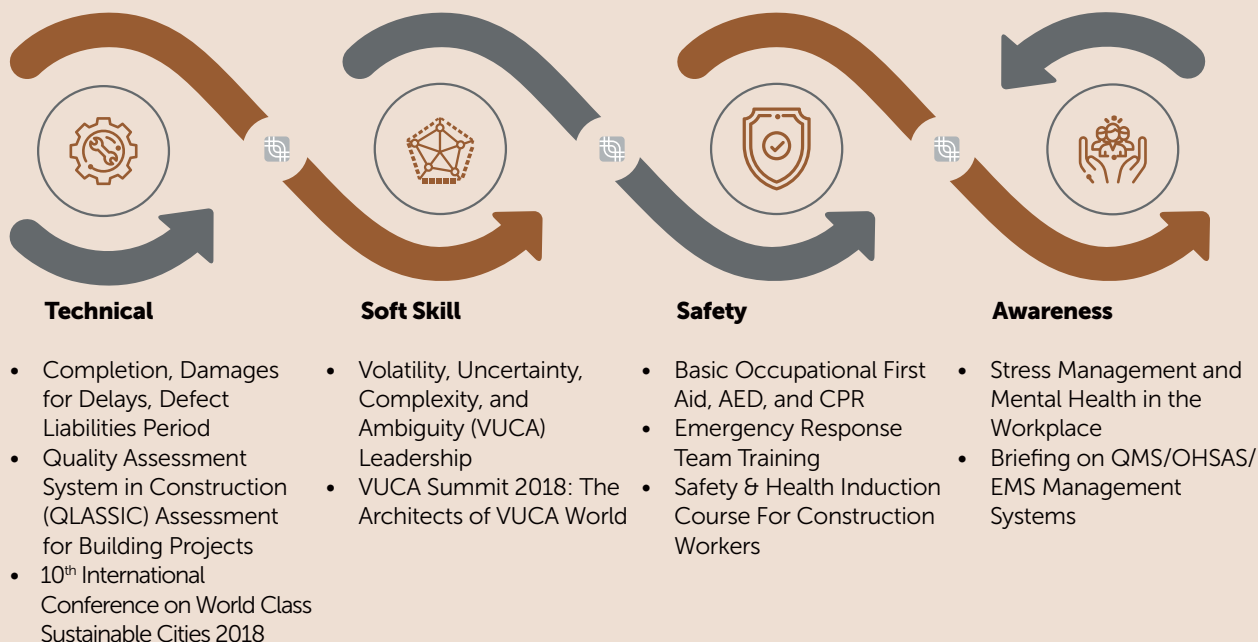 Technical
• Completion, Damages
for Delays, Defect
Liabilities Period
• Quality Assessment
System in Construction
(QLASSIC) Assessment
for Building Projects
• 10th International
Conference on World Class
Sustainable Cities 2018
Soft Skill
• Volatility, Uncertainty,
Complexity, and
Ambiguity (VUCA)
Leadership
• VUCA Summit 2018: The
Architects of VUCA World
Safety
• Basic Occupational First
Aid, AED, and CPR
• Emergency Response
Team Training
• Safety & Health Induction
Course For Construction
Workers
Awareness
• Stress Management and
Mental Health in the
Workplace
• Briefing on QMS/OHSAS/
EMS Management
Systems